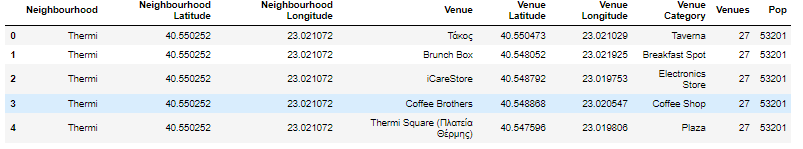 Neighbourhood Neighbourhood Latitude Neighbourhood Longitude Venue Venue Latitude Venue Longitude Venue Category Venues Pop
0 Thermi 40.550252 23.021072 Τάκος 40.550473 23.021029 Taverna 27 53201
1 Thermi 40.550252 23.021072 Brunch Box 40.548052 23.021925 Breakfast Spot 27 53201
2 Thermi 40.550252 23.021072 iCareStore 40.548792 23.019753 Electronics Store 27 53201
3 Thermi 40.550252 23.021072 Coffee Brothers 40.548868 23.020547 Coffee Shop 27 53201
4 Thermi 40.550252 23.021072 Thermi Square (Πλατεία Θέρμης) 40.547596 23.019806 Plaza 27 53201